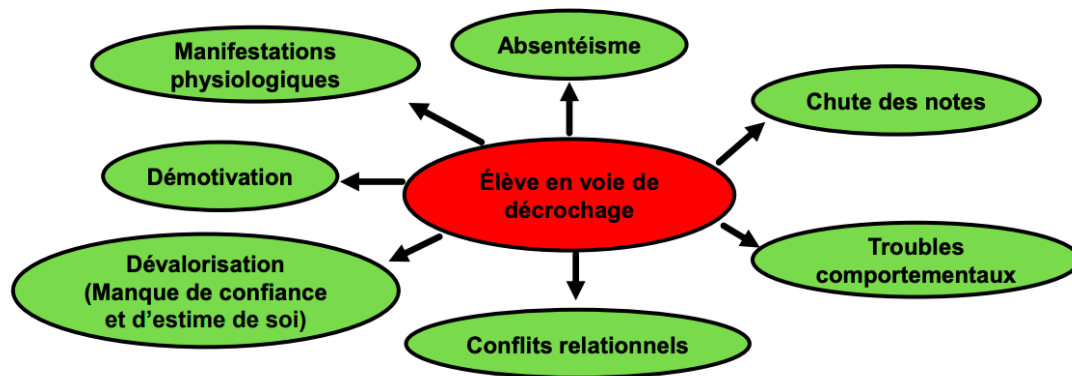 Absentéisme
Manifestations
physiologiques
Chute des notes
Démotivation
Élève en voie de
décrochage
Dévalorisation
(Manque de confiance
et d’estime de soi)
Troubles
comportementaux
Conflits relationnels